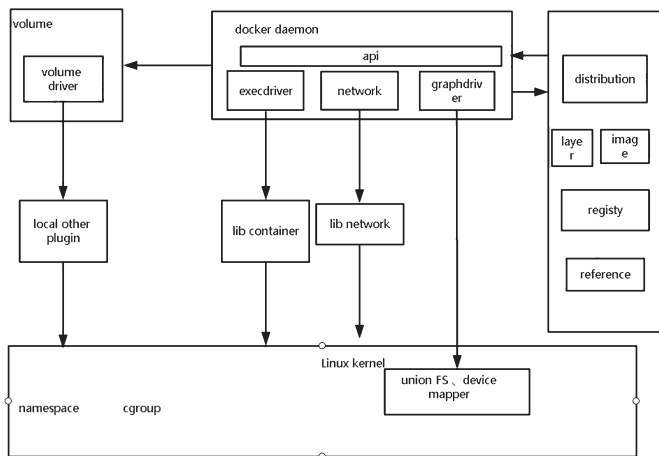 volume
docker daemon
api
volume
driver
execdriver
network
graphdriv
er
distribution
laye
r
imag
e
local other
plugin
lib container
lib network
registy
reference
Linux kernel
union FS 、device
mapper
namespace
cgroup